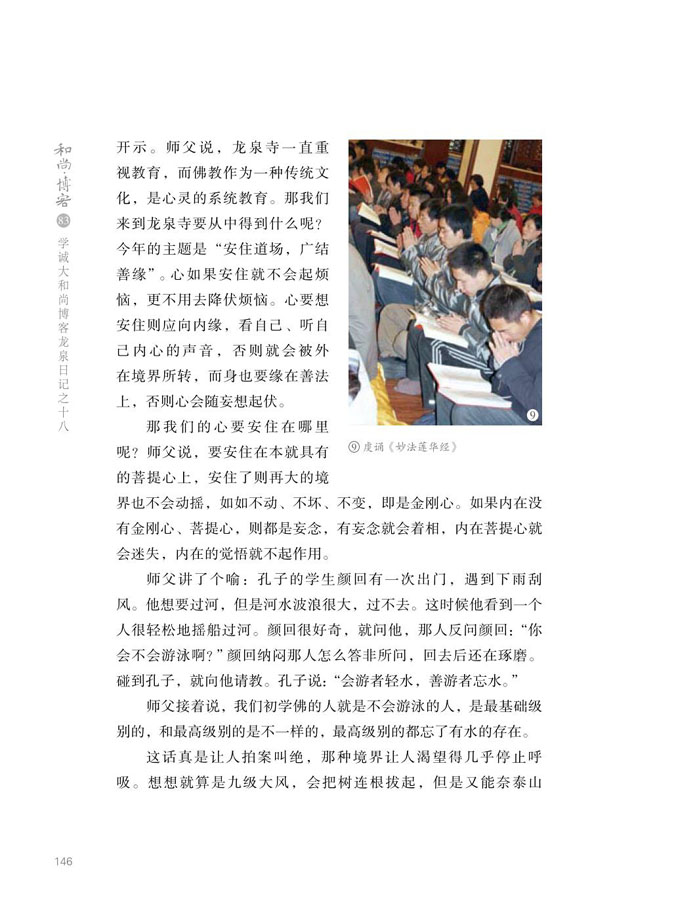 和尚·博客
83
学诚大和尚博客龙泉日记之十八
开示。师父说，龙泉寺一直重
视教育，而佛教作为一种传统文
化，是心灵的系统教育。那我们
来到龙泉寺要从中得到什么呢？
今年的主题是“安住道场，广结
善缘”。心如果安住就不会起烦
恼，更不用去降伏烦恼。心要想
安住则应向内缘，看自己、听自
己内心的声音，否则就会被外
在境界所转，而身也要缘在善法
上，否则心会随妄想起伏。
那我们的心要安住在哪里
呢？师父说，要安住在本就具有
的菩提心上，安住了则再大的境
界也不会动摇，如如不动、不坏、不变，即是金刚心。如果内在没
有金刚心、菩提心，则都是妄念，有妄念就会着相，内在菩提心就
会迷失，内在的觉悟就不起作用。
师父讲了个喻：孔子的学生颜回有一次出门，遇到下雨刮
风。他想要过河，但是河水波浪很大，过不去。这时候他看到一个
人很轻松地摇船过河。颜回很好奇，就问他，那人反问颜回：“你
会不会游泳啊？”颜回纳闷那人怎么答非所问，回去后还在琢磨。
碰到孔子，就向他请教。孔子说：“会游者轻水，善游者忘水。”
师父接着说，我们初学佛的人就是不会游泳的人，是最基础级
别的，和最高级别的是不一样的，最高级别的都忘了有水的存在。
这话真是让人拍案叫绝，那种境界让人渴望得几乎停止呼
吸。想想就算是九级大风，会把树连根拔起，但是又能奈泰山
9
⑨ 虔诵《妙法莲华经》
146